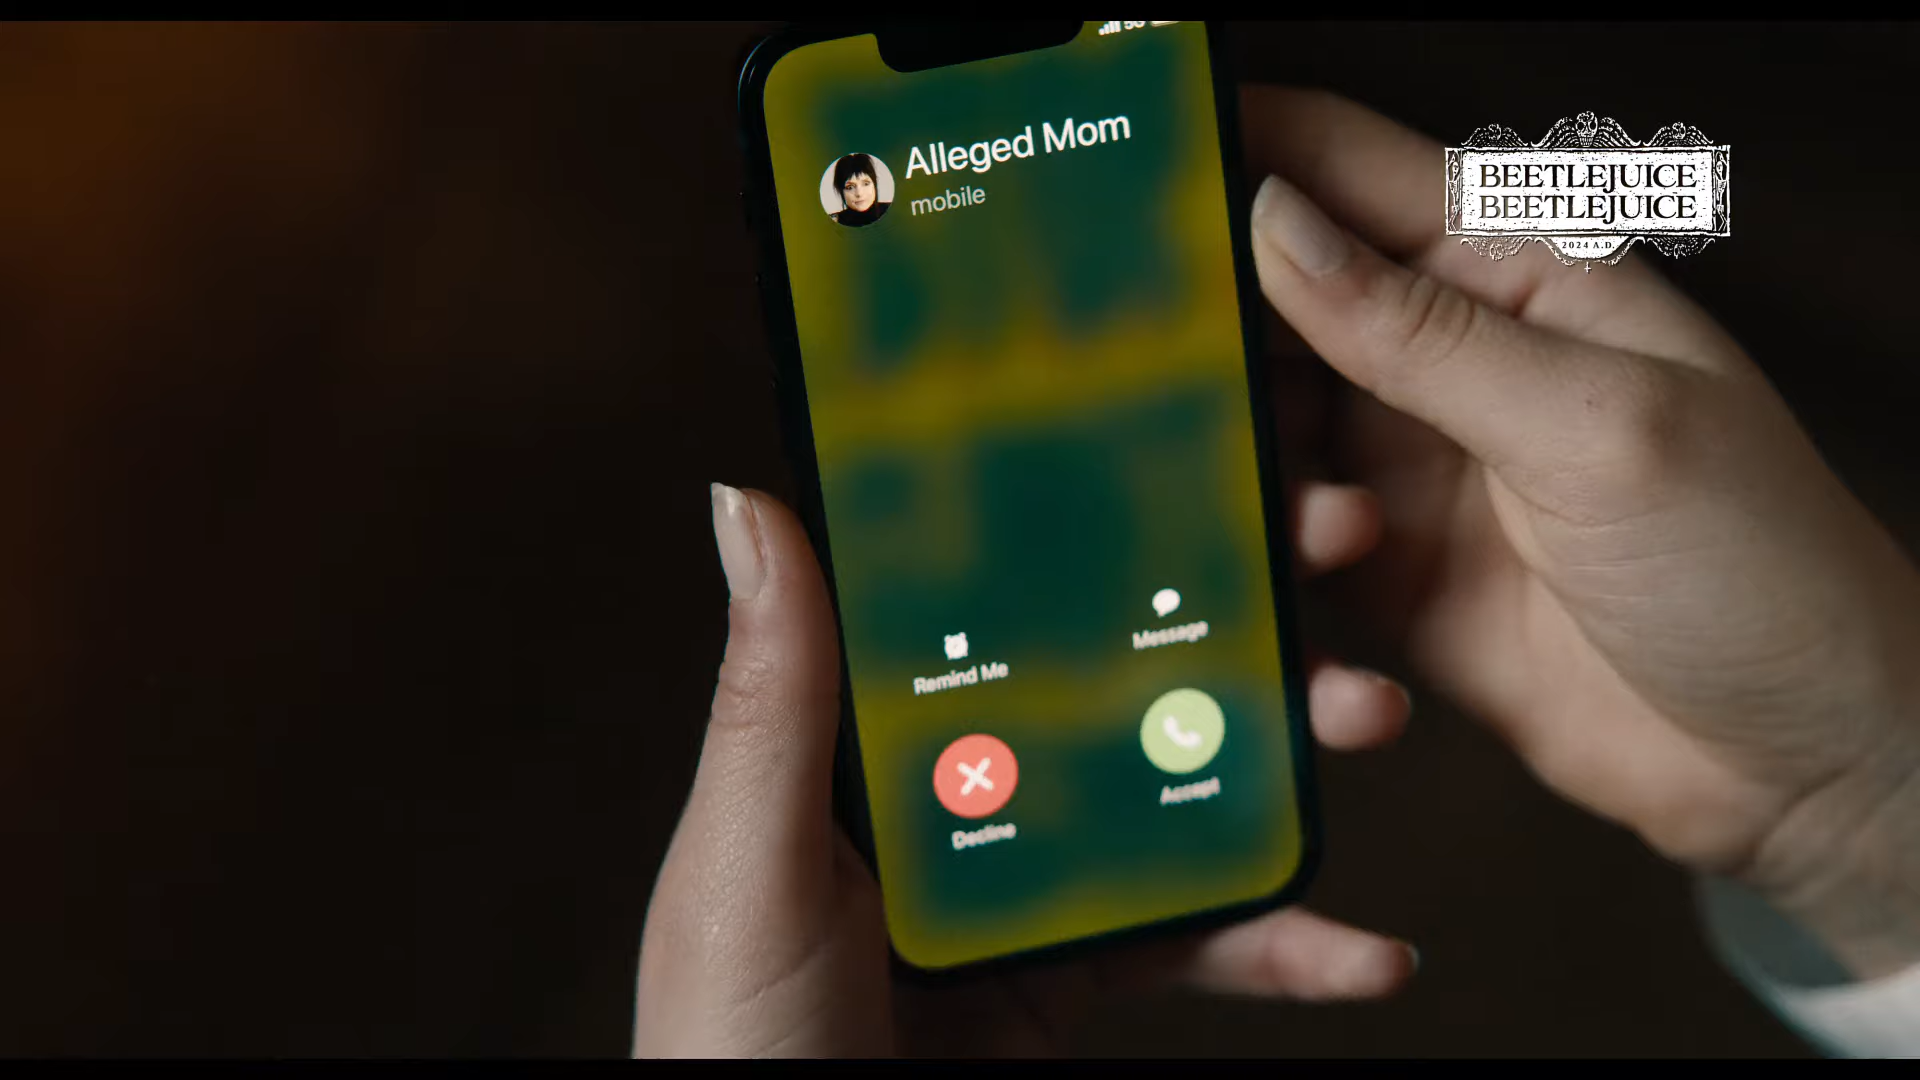 Alleged Mom
mobile
BEETLEJUICE
BEETLEJUICE
2024 A.D.
Remind Me
Message
Decline
Accept